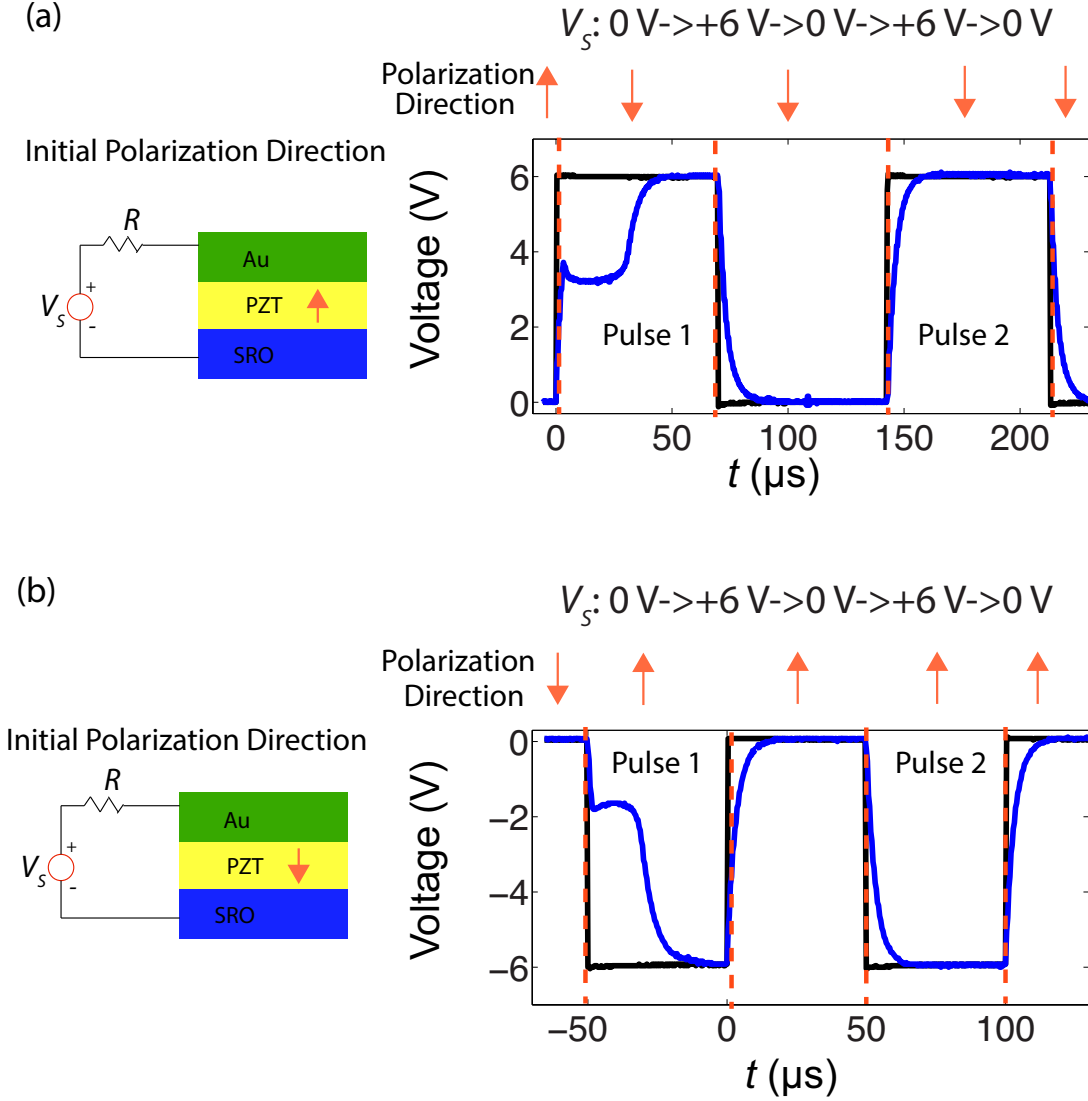 (a)
V_S: 0 V->+6 V->0 V->+6 V->0 V
Polarization
Direction
Initial Polarization Direction
R
Au
PZT
SRO
V_s
+
-
Voltage (V)
6
4
2
0
Pulse 1
Pulse 2
0
50
100
150
200
t (μs)
(b)
V_S: 0 V->+6 V->0 V->+6 V->0 V
Polarization
Direction
Initial Polarization Direction
R
Au
PZT
SRO
V_s
+
-
Voltage (V)
0
−2
−4
−6
Pulse 1
Pulse 2
−50
0
50
100
t (μs)